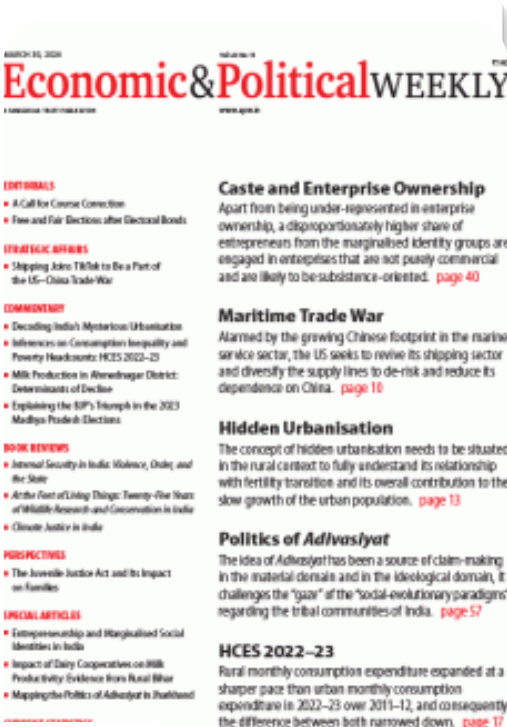 MARCH 30, 2024
Economic&PoliticalWEEKLY
www.epw.in
EDITORIALS
A Call for Course Correction
Free and Fair Elections after Electoral Bonds
STRATEGIC AFFAIRS
Shipping Joins TikTok to Be a Part of
the US–China Trade War
COMMENTARY
Decoding India's Mysterious Urbanisation
Inferences on Consumption Inequality and
Poverty Headcounts: HCES 2022–23
Milk Production in Ahmednagar District:
Determinants of Decline
Explaining the BJP's Triumph in the 2023
Madhya Pradesh Elections
BOOK REVIEWS
Internal Security in India: Violence, Order, and
the State
At the Feet of Living Things: Twenty-Five Years
of Wildlife Research and Conservation in India
Climate Justice in India
PERSPECTIVES
The Juvenile Justice Act and Its Impact
on Families
SPECIAL ARTICLES
Entrepreneurship and Marginalised Social
Identities in India
Impact of Dairy Cooperatives on Milk
Productivity: Evidence from Rural Bihar
Mapping the Politics of Adivasiyat in Jharkhand
CURRENT STATISTICS
Caste and Enterprise Ownership
Apart from being under-represented in enterprise
ownership, a disproportionately higher share of
entrepreneurs from the marginalised identity groups are
engaged in enterprises that are not purely commercial
and are likely to be subsistence-oriented. page 40
Maritime Trade War
Alarmed by the growing Chinese footprint in the marine
service sector, the US seeks to revive its shipping sector
and diversify the supply lines to de-risk and reduce its
dependence on China. page 10
Hidden Urbanisation
The concept of hidden urbanisation needs to be situated
in the rural context to fully understand its relationship
with fertility transition and its overall contribution to the
slow growth of the urban population. page 13
Politics of Adivasiyat
The idea of Adivasiyat has been a source of claim-making
in the material domain and in the ideological domain, it
challenges the "gaze" of the "social-evolutionary paradigms"
regarding the tribal communities of India. page 57
HCES 2022–23
Rural monthly consumption expenditure expanded at a
sharper pace than urban monthly consumption
expenditure in 2022–23 over 2011–12, and consequently
the difference between both narrowed down. page 17